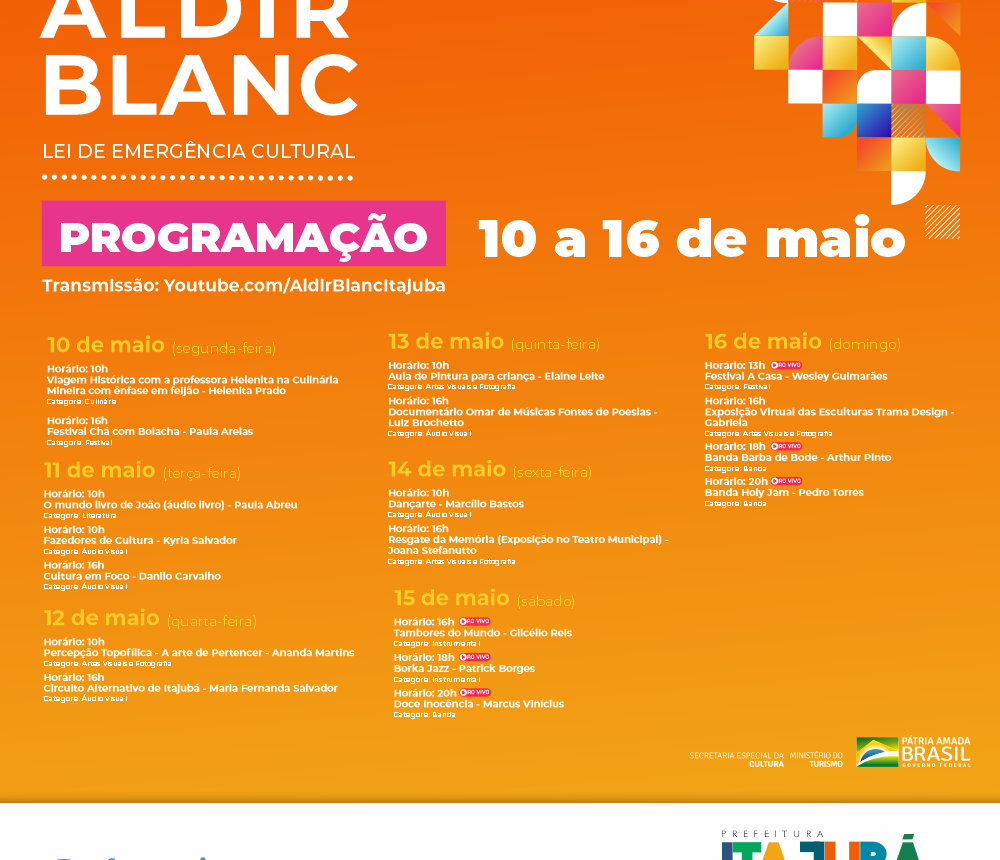 ALDIR
BLANC
LEI DE EMERGÊNCIA CULTURAL
PROGRAMAÇÃO
10 a 16 de maio
Transmissão: Youtube.com/AldirBlancItajuba
10 de maio (segunda-feira)
Horário: 10h
Viagem Histórica com a professora Helenita na Culinária
Mineira com ênfase em feijão - Helenita Prado
Categoria: Culinária
Horário: 16h
Festival Chá com Bolacha - Paula Areias
Categoria: Festival
11 de maio (terça-feira)
Horário: 10h
O mundo livro de João (áudio livro) - Paula Abreu
Categoria: Literatura
Horário: 10h
Fazedores de Cultura - Kyria Salvador
Categoria: Áudio Visual
Horário: 16h
Cultura em Foco - Danilo Carvalho
Categoria: Áudio Visual
12 de maio (quarta-feira)
Horário: 10h
Percepção Topofílica - A arte de Pertencer - Ananda Martins
Categoria: Artes Visuais e Fotografia
Horário: 16h
Circuito Alternativo de Itajubá - Maria Fernanda Salvador
Categoria: Áudio Visual
13 de maio (quinta-feira)
Horário: 10h
Aula de Pintura para criança - Elaine Leite
Categoria: Artes Visuais e Fotografia
Horário: 16h
Documentário Omar de Músicas Fontes de Poesias -
Luiz Brochetto
Categoria: Áudio Visual
14 de maio (sexta-feira)
Horário: 10h
Dançarte - Marcílio Bastos
Categoria: Áudio Visual
Horário: 16h
Resgate da Memória (Exposição no Teatro Municipal) -
Joana Stefanutto
Categoria: Artes Visuais e Fotografia
15 de maio (sábado)
Horário: 16h AO VIVO
Tambores do Mundo - Glicélio Reis
Categoria: Instrumental
Horário: 18h AO VIVO
Borka Jazz - Patrick Borges
Categoria: Instrumental
Horário: 20h AO VIVO
Doce Inocência - Marcus Vinícius
Categoria: Banda
16 de maio (domingo)
Horário: 13h AO VIVO
Festival A Casa - Wesley Guimarães
Categoria: Festival
Horário: 16h
Exposição Virtual das Esculturas Trama Design -
Gabriela
Categoria: Artes Visuais e Fotografia
Horário: 18h AO VIVO
Banda Barba de Bode - Arthur Pinto
Categoria: Banda
Horário: 20h AO VIVO
Banda Holy Jam - Pedro Torres
Categoria: Banda
SECRETARIA ESPECIAL DA
CULTURA
MINISTÉRIO DO
TURISMO
PÁTRIA AMADA
BRASIL
GOVERNO FEDERAL
PREFEITURA
ITAJUBÁ